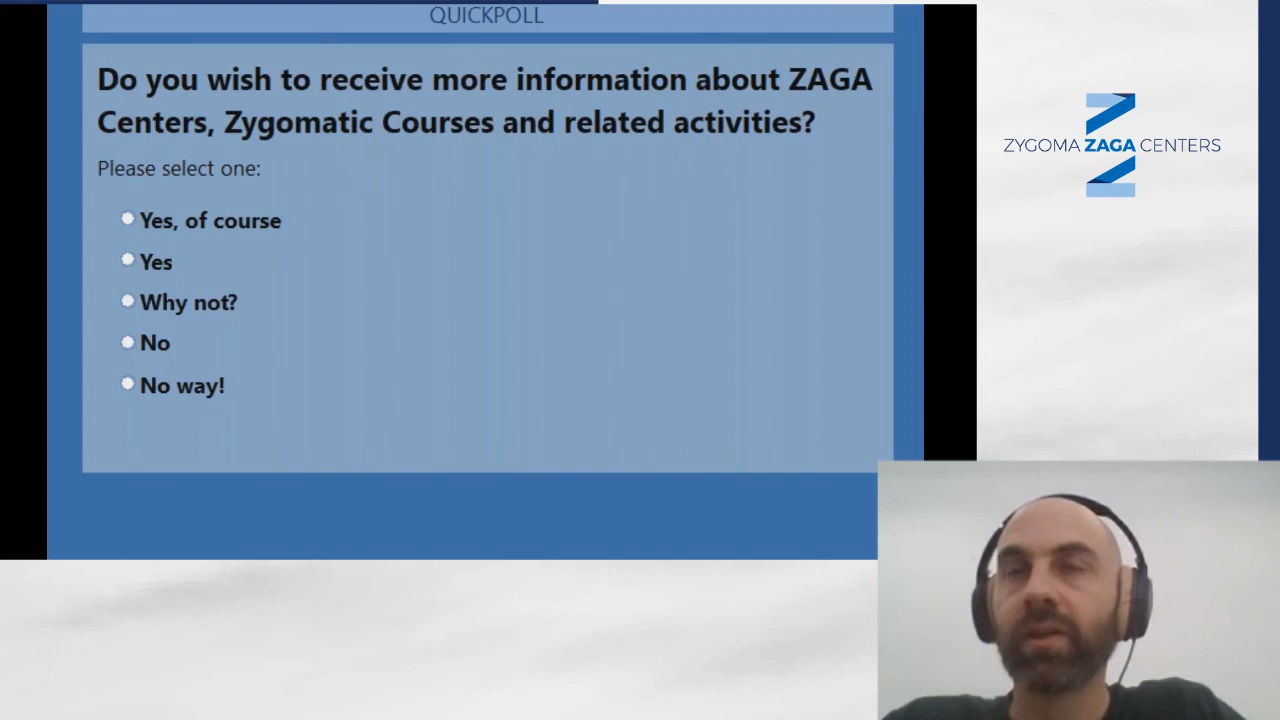 QUICKPOLL
Do you wish to receive more information about ZAGA
Centers, Zygomatic Courses and related activities?
Please select one:
Yes, of course
Yes
Why not?
No
No way!
ZYGOMA ZAGA CENTERS